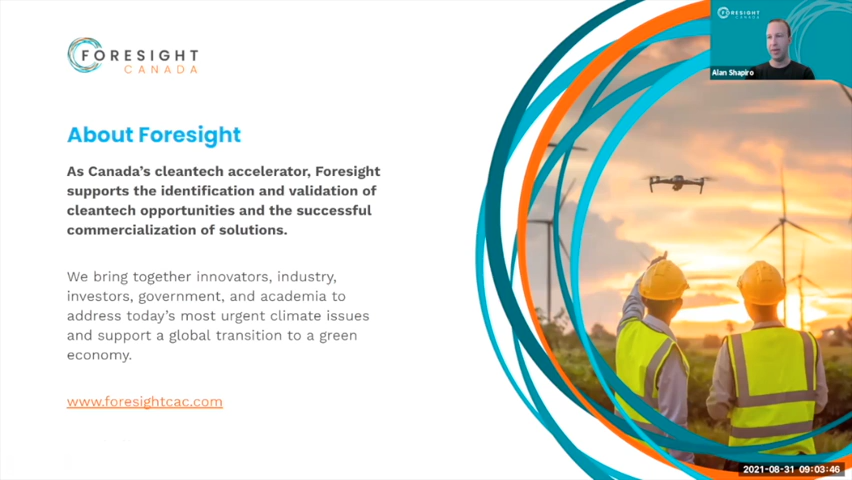 FORESIGHT
CANADA
About Foresight
As Canada's cleantech accelerator, Foresight
supports the identification and validation of
cleantech opportunities and the successful
commercialization of solutions.
We bring together innovators, industry,
investors, government, and academia to
address today's most urgent climate issues
and support a global transition to a green
economy.
www.foresightcac.com
FORESIGHT
CANADA
Alan Shapiro
2021-08-31 09:03:46